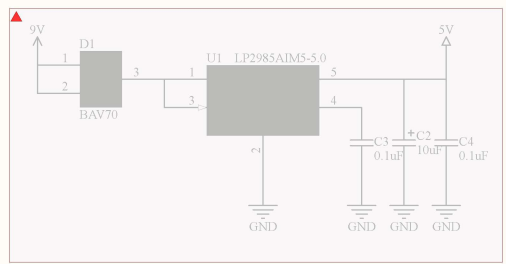 9V
5V
D1
U1 LP2985AIM5-5.0
1
3
1
5
2
3
4
BAV70
2
C3
C2
C4
0.1uF
10uF
0.1uF
GND
GND
GND
GND